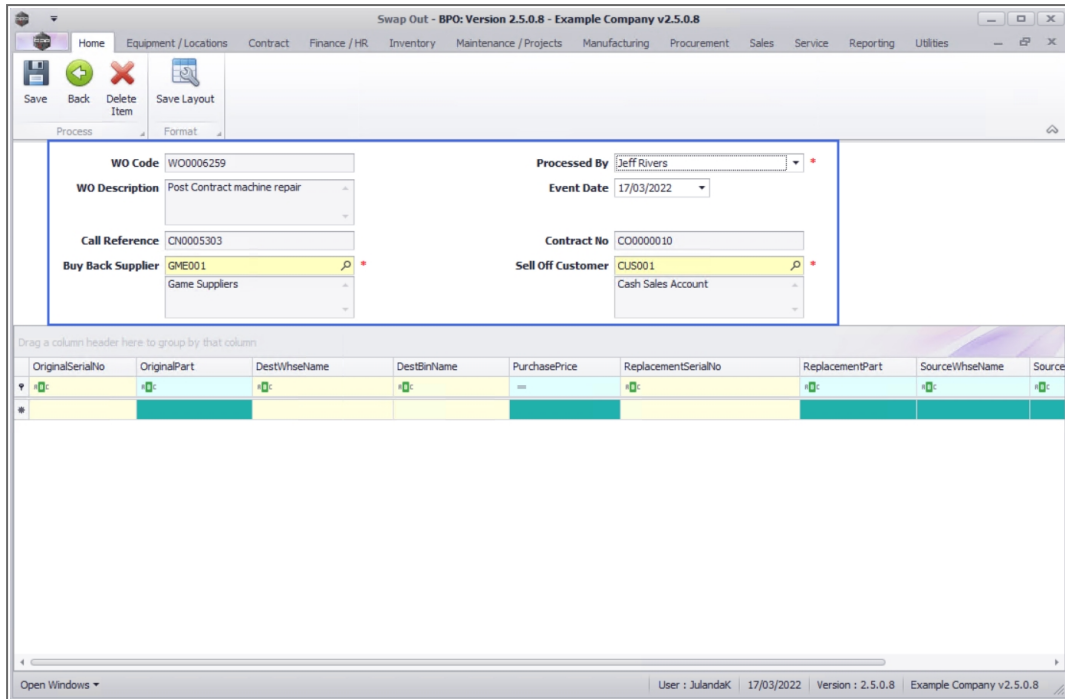 Swap Out - BPO: Version 2.5.0.8 - Example Company v2.5.0.8
Home Equipment / Locations Contract Finance / HR Inventory Maintenance / Projects Manufacturing Procurement Sales Service Reporting Utilities
Save Back Delete Item Save Layout
Process Format
WO Code WO0006259 Processed By Jeff Rivers *
WO Description Post Contract machine repair Event Date 17/03/2022
Call Reference CN0005303 Contract No CO0000010
Buy Back Supplier GME001 * Sell Off Customer CUS001 *
Game Suppliers Cash Sales Account
Drag a column header here to group by that column
OriginalSerialNo OriginalPart DestWhseName DestBinName PurchasePrice ReplacementSerialNo ReplacementPart SourceWhseName Source
Open Windows User : JulandaK 17/03/2022 Version : 2.5.0.8 Example Company v2.5.0.8